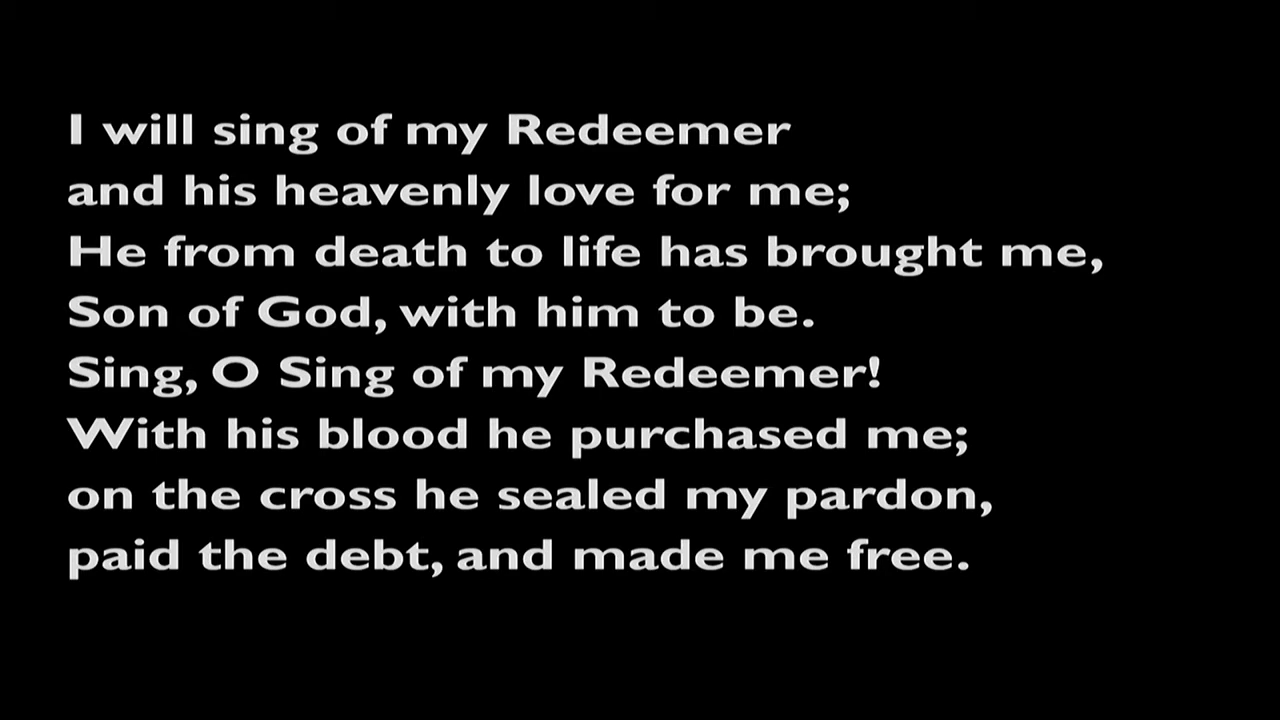 I will sing of my Redeemer
and his heavenly love for me;
He from death to life has brought me,
Son of God, with him to be.
Sing, O Sing of my Redeemer!
With his blood he purchased me;
on the cross he sealed my pardon,
paid the debt, and made me free.